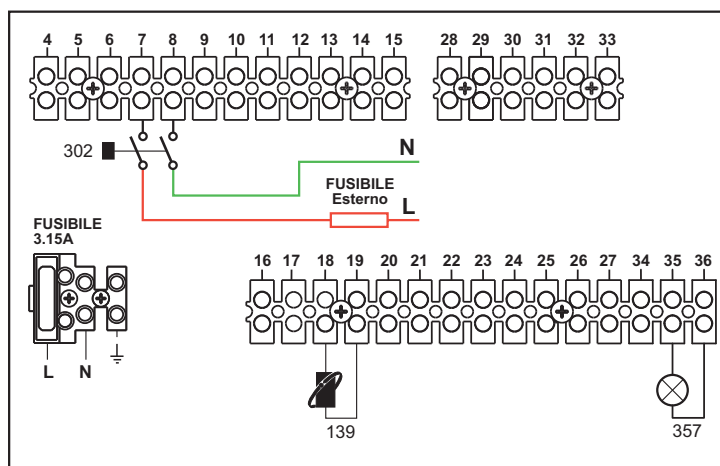 4 5 6 7 8 9 10 11 12 13 14 15 28 29 30 31 32 33
302
N
FUSIBILE
Esterno
L
FUSIBILE
3.15A
16 17 18 19 20 21 22 23 24 25 26 27 34 35 36
L N
139
357